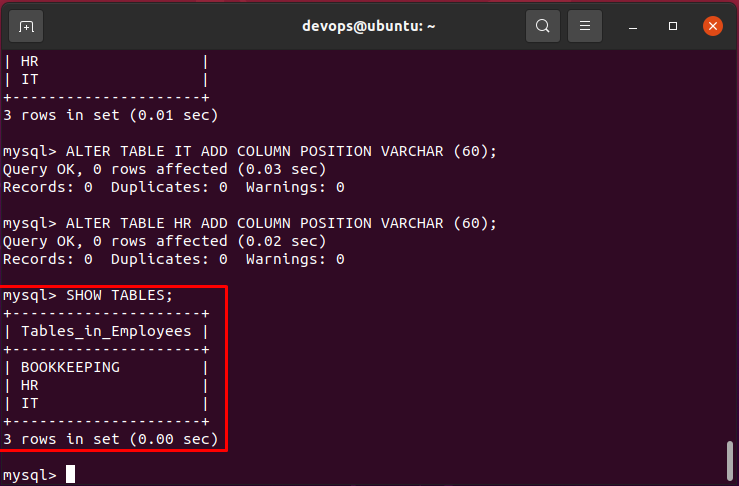 devops@ubuntu: ~
| HR                 |
| IT                 |
+--------------------+
3 rows in set (0.01 sec)
mysql> ALTER TABLE IT ADD COLUMN POSITION VARCHAR (60);
Query OK, 0 rows affected (0.03 sec)
Records: 0  Duplicates: 0  Warnings: 0
mysql> ALTER TABLE HR ADD COLUMN POSITION VARCHAR (60);
Query OK, 0 rows affected (0.02 sec)
Records: 0  Duplicates: 0  Warnings: 0
mysql> SHOW TABLES;
+---------------------+
| Tables_in_Employees |
+---------------------+
| BOOKKEEPING         |
| HR                  |
| IT                  |
+---------------------+
3 rows in set (0.00 sec)
mysql>